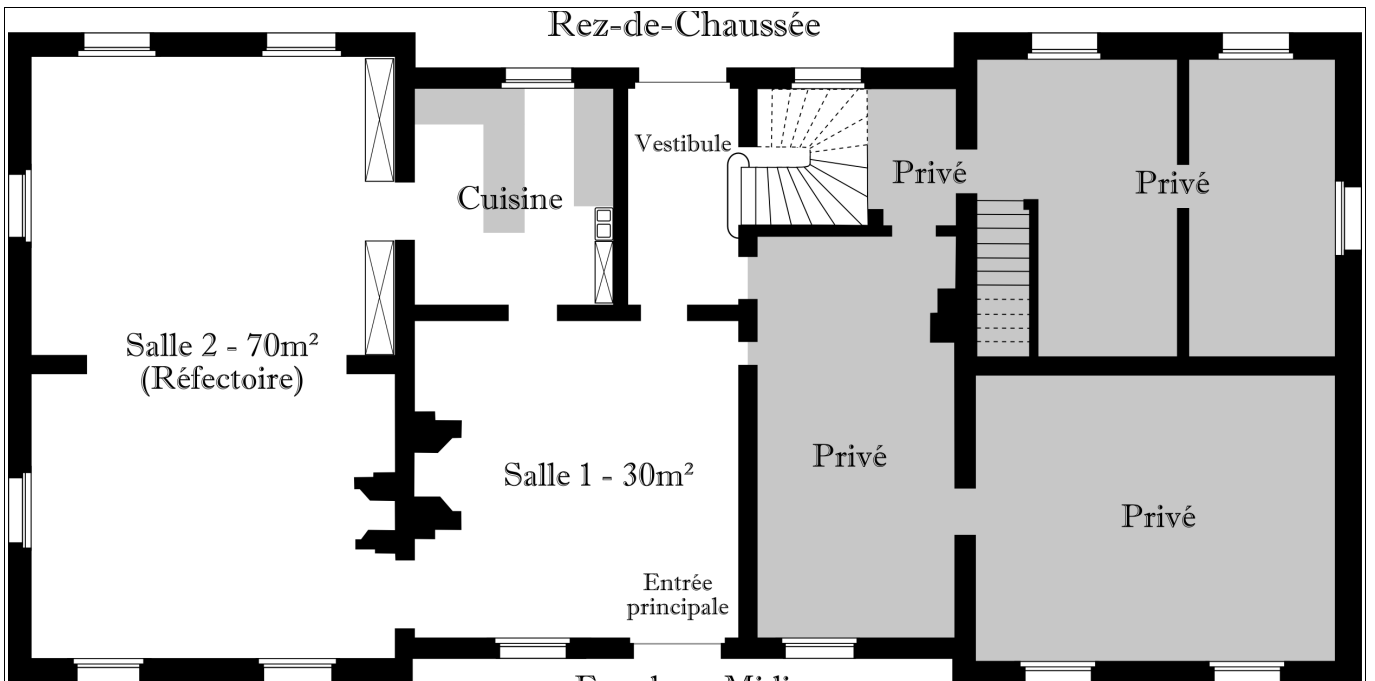 Rez-de-Chaussée
Vestibule
Privé
Privé
Cuisine
Salle 2 - 70m²
(Réfectoire)
Privé
Salle 1 - 30m²
Privé
Entrée
principale